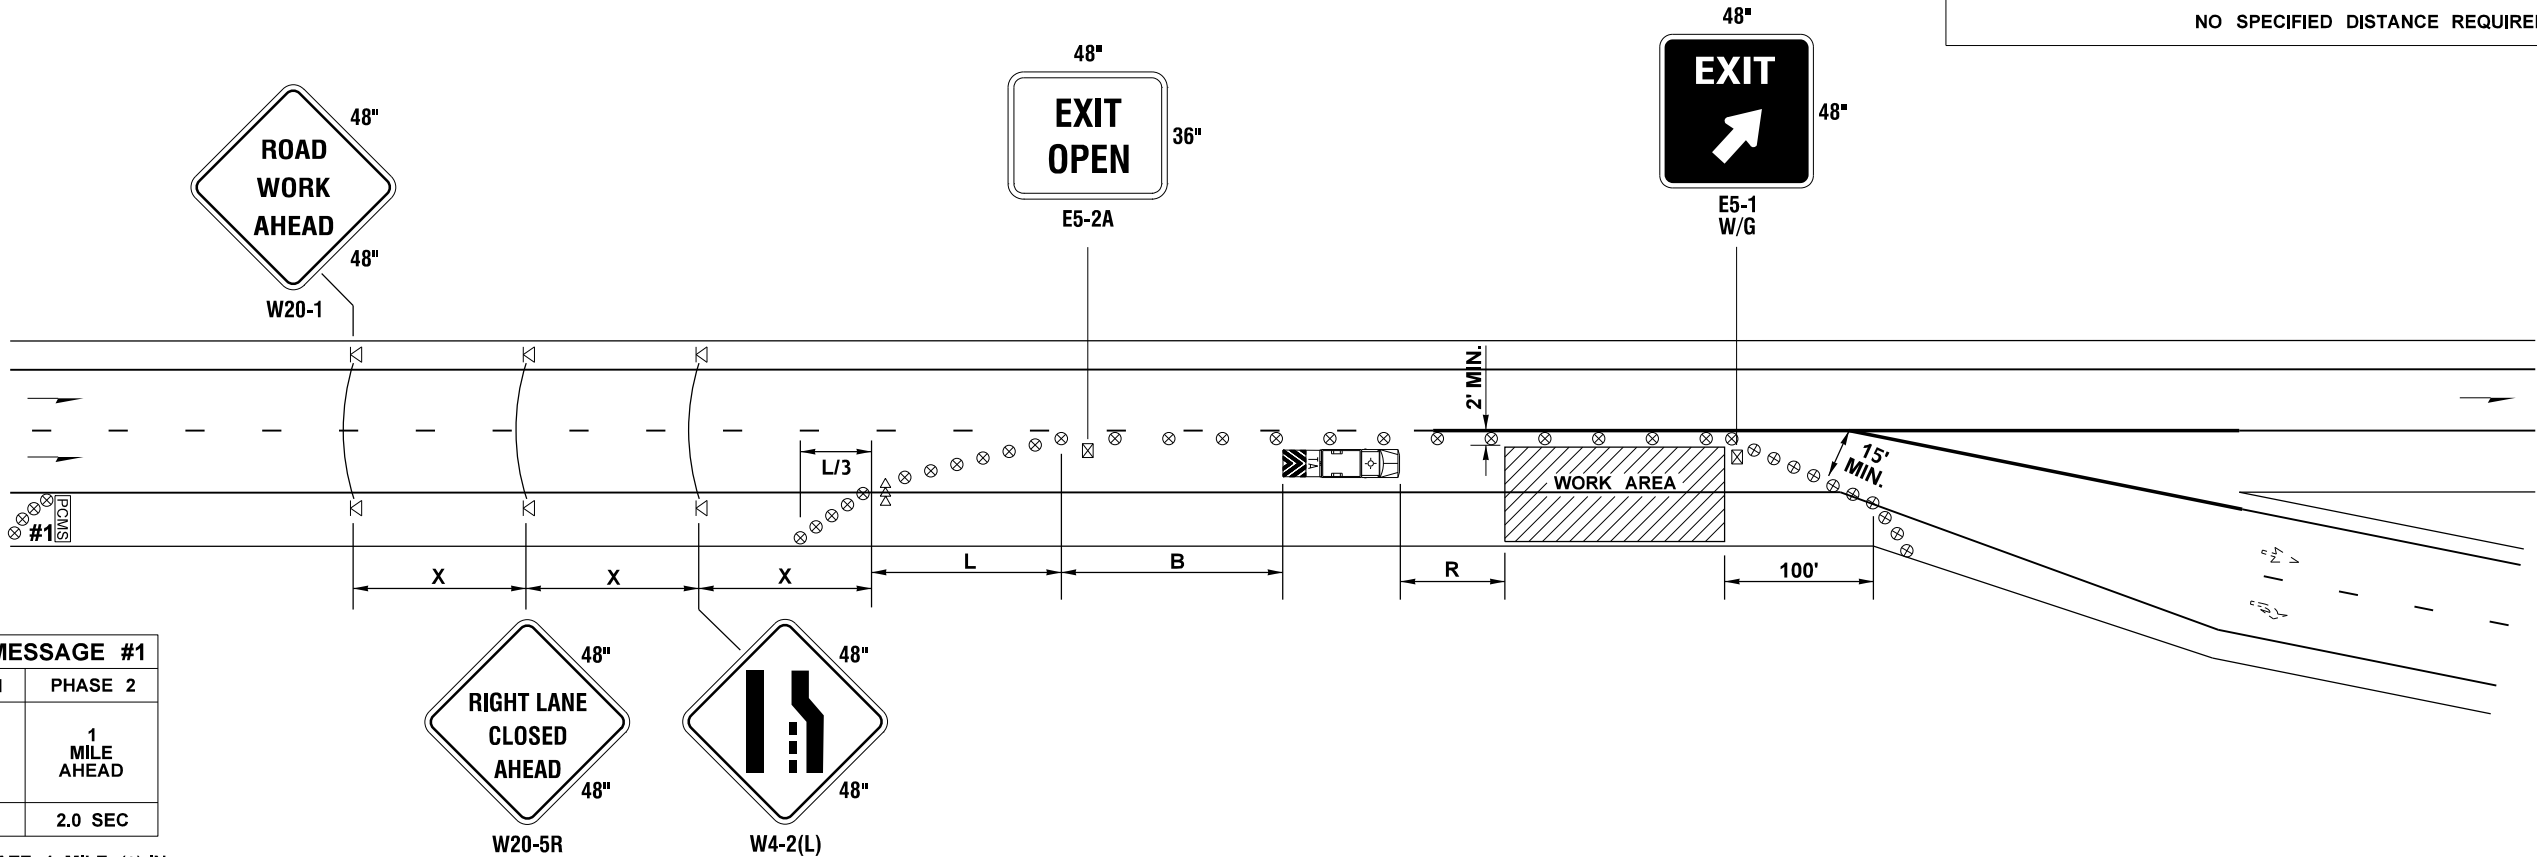 48"
NO SPECIFIED DISTANCE REQUIRE
48"
EXIT
48"
E5-1
W/G
EXIT
OPEN
36"
E5-2A
ROAD
WORK
AHEAD
48"
48"
W20-1
2' MIN.
L/3
15'
MIN.
TA
WORK AREA
PCMS
#1
X
X
X
L
B
R
100'
MESSAGE #1
PHASE 2
1
MILE
AHEAD
2.0 SEC
RIGHT LANE
CLOSED
AHEAD
48"
48"
W20-5R
48"
48"
W4-2(L)